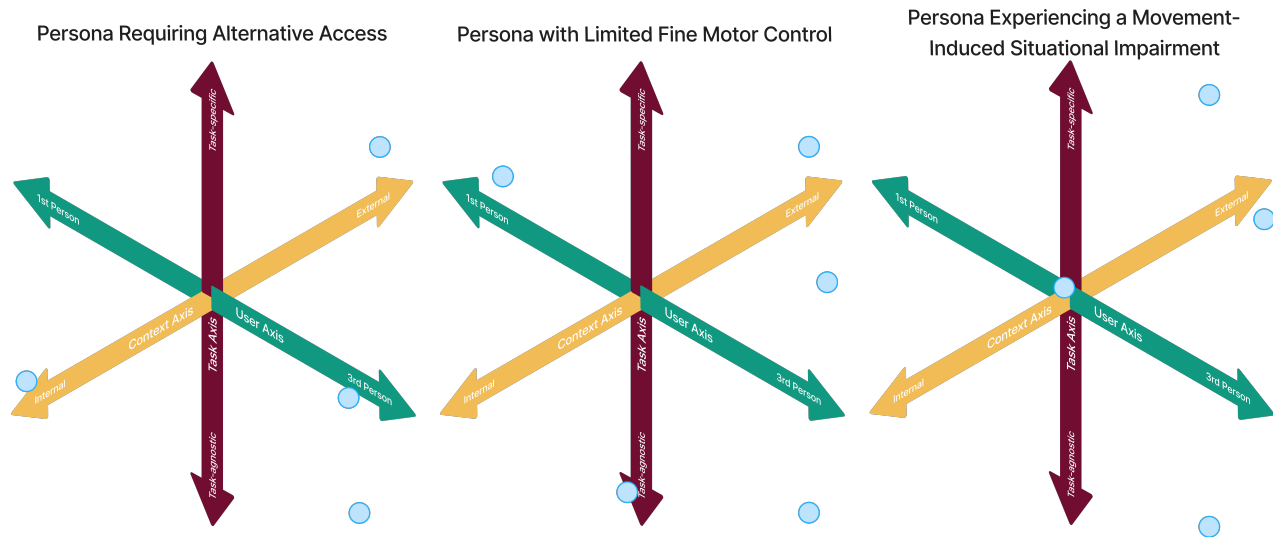 Persona Requiring Alternative Access
Task-specific
1st Person
External
Context Axis
User Axis
Task Axis
Internal
3rd Person
Task-agnostic
Persona with Limited Fine Motor Control
Task-specific
1st Person
External
Context Axis
User Axis
Task Axis
Internal
3rd Person
Task-agnostic
Persona Experiencing a Movement-
Induced Situational Impairment
Task-specific
1st Person
External
Context Axis
User Axis
Task Axis
Internal
3rd Person
Task-agnostic